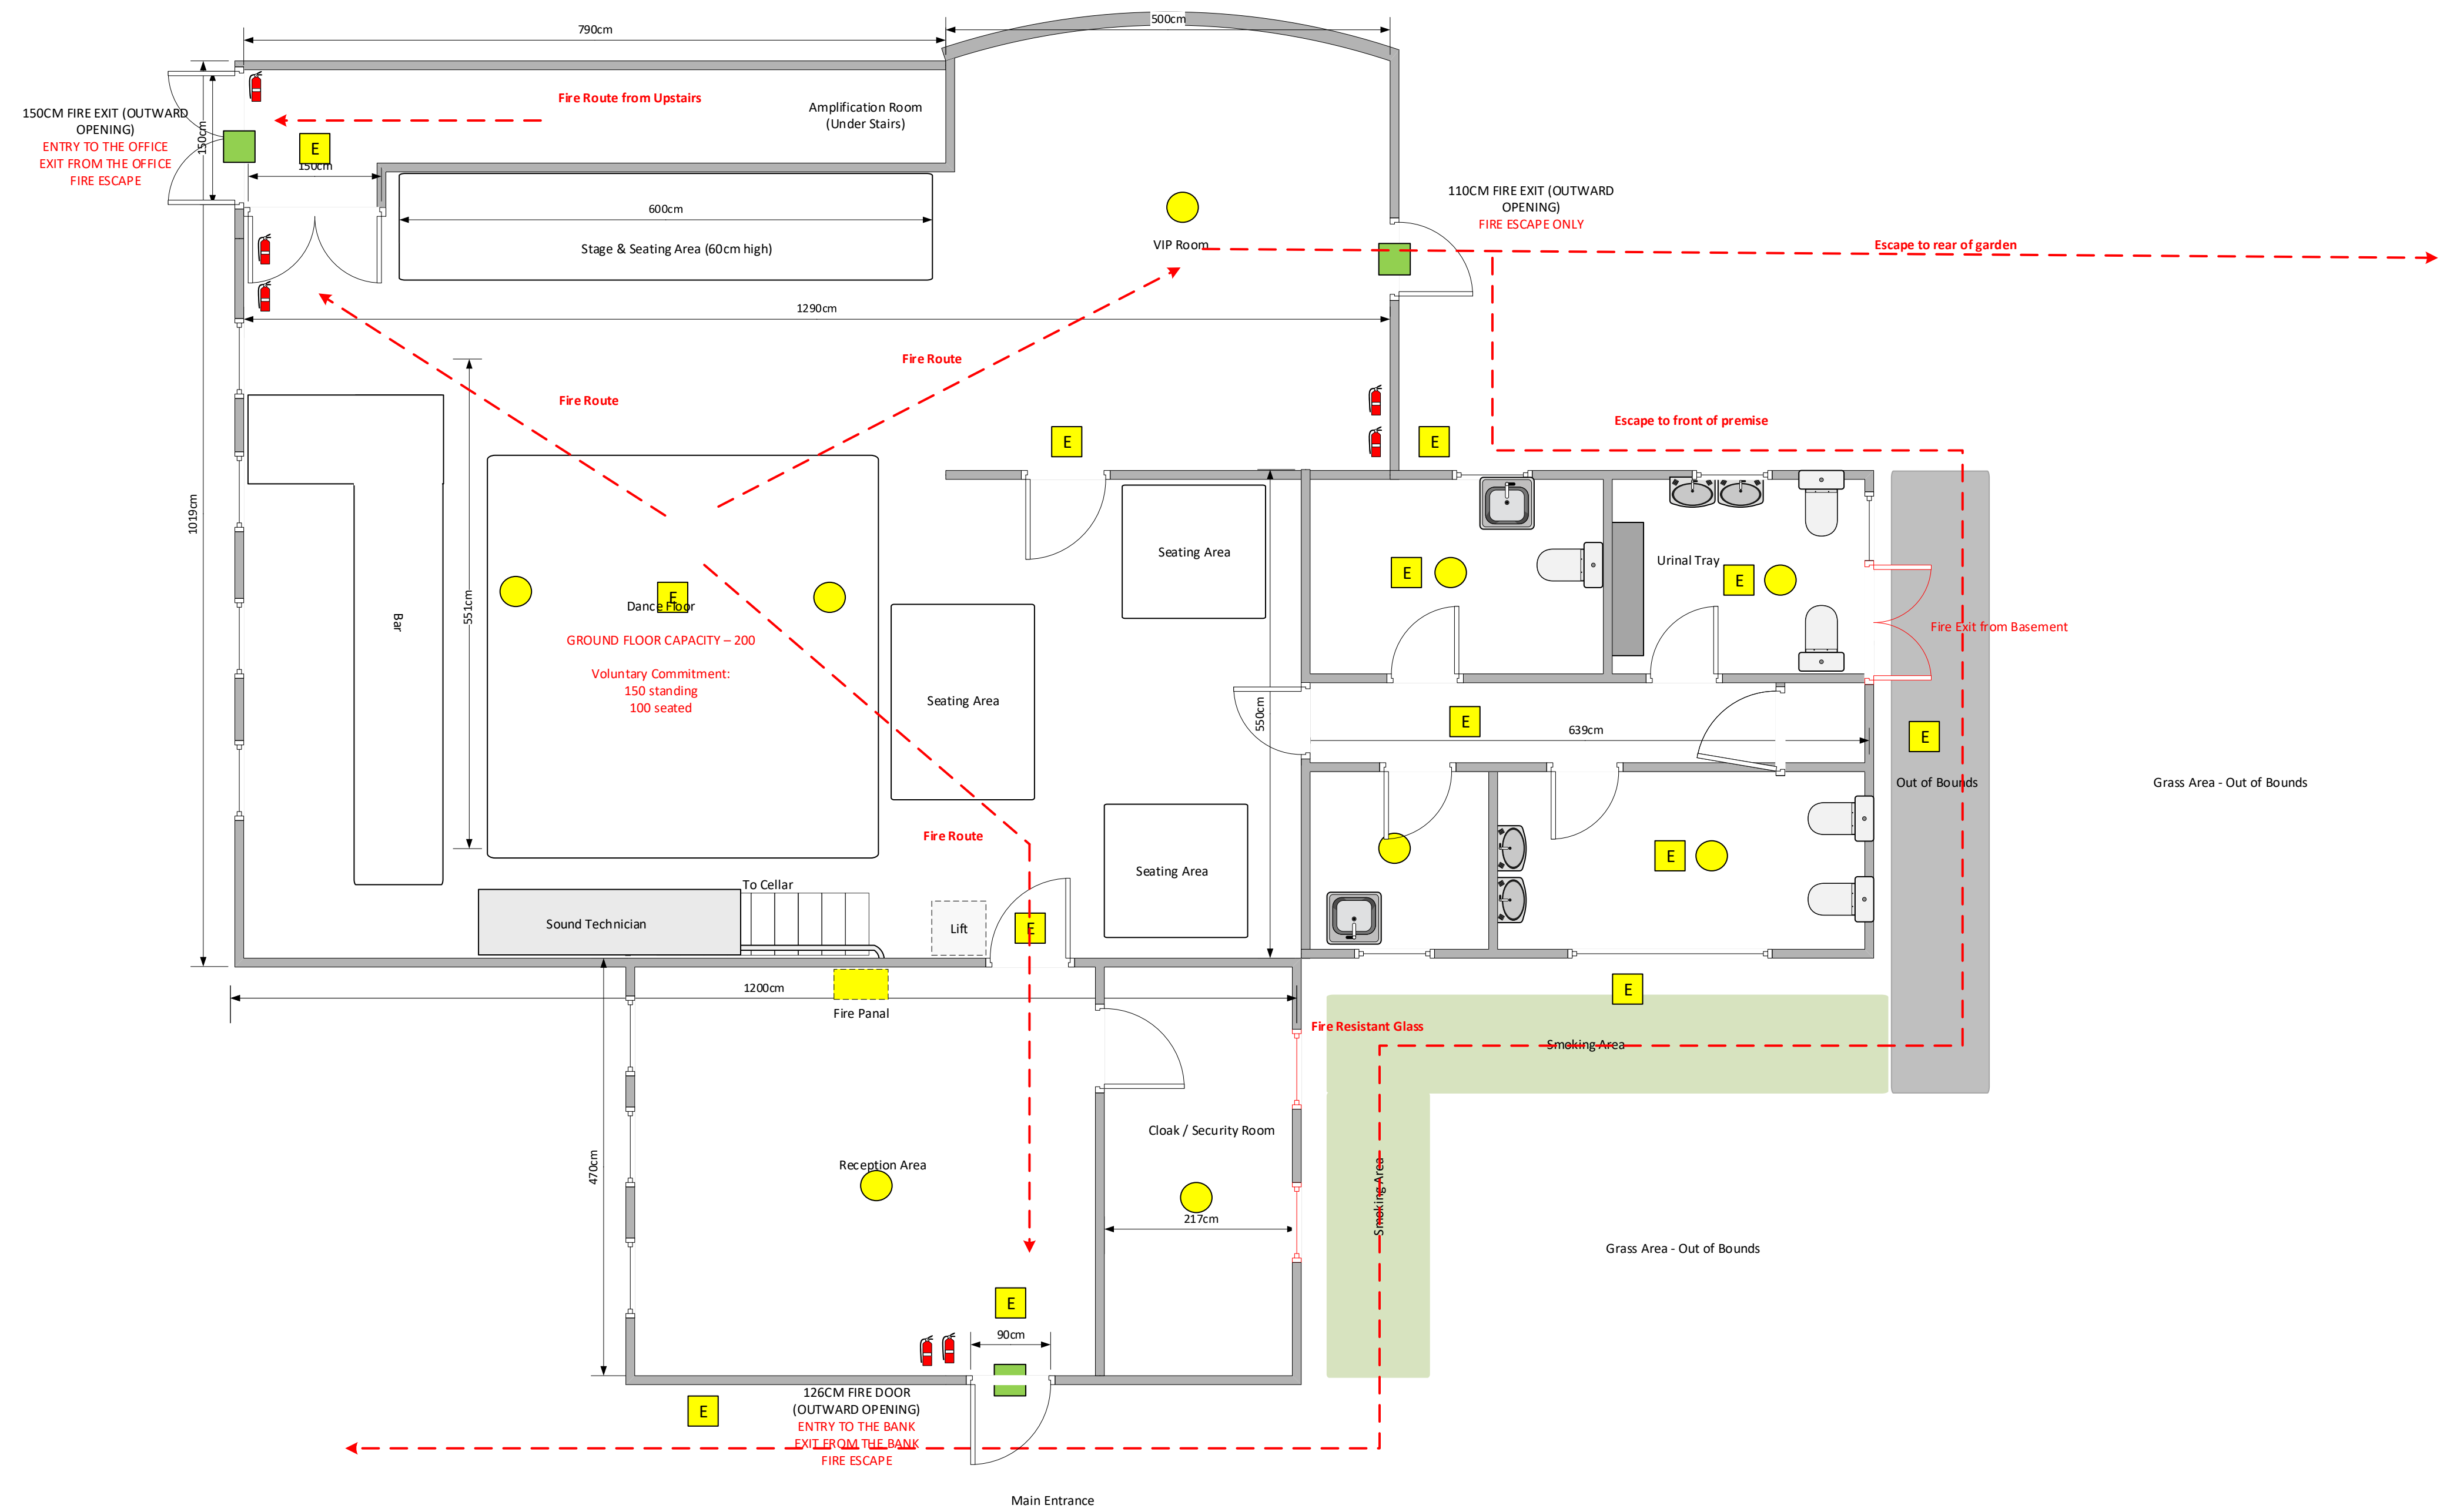 500cm
790cm
Fire Route from Upstairs
Amplification Room
(Under Stairs)
150CM FIRE EXIT (OUTWARD
OPENING)
ENTRY TO THE OFFICE
EXIT FROM THE OFFICE
FIRE ESCAPE
150cm
E
150cm
110CM FIRE EXIT (OUTWARD
OPENING)
FIRE ESCAPE ONLY
600cm
Stage & Seating Area (60cm high)
VIP Room
Escape to rear of garden
1290cm
Fire Route
Fire Route
Escape to front of premise
E
E
1019cm
551cm
Bar
E
Dance Floor
GROUND FLOOR CAPACITY – 200
Voluntary Commitment:
150 standing
100 seated
Seating Area
Seating Area
Seating Area
550cm
E
Urinal Tray
E
Fire Exit from Basement
E
639cm
E
Out of Bounds
Grass Area - Out of Bounds
Fire Route
E
To Cellar
Sound Technician
Lift
E
1200cm
Fire Panal
E
Fire Resistant Glass
Smoking Area
Cloak / Security Room
Reception Area
470cm
217cm
Smoking Area
Grass Area - Out of Bounds
E
90cm
E
126CM FIRE DOOR
(OUTWARD OPENING)
ENTRY TO THE BANK
EXIT FROM THE BANK
FIRE ESCAPE
Main Entrance